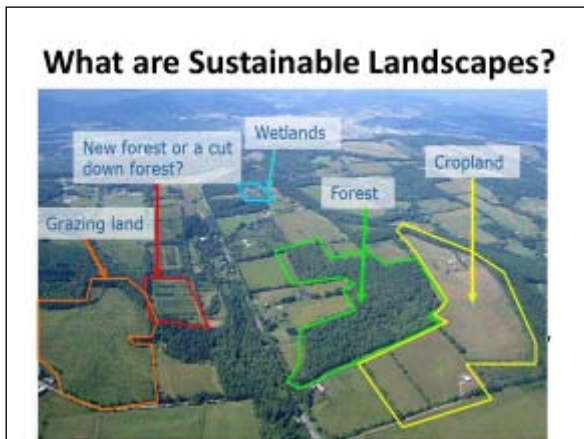 What are Sustainable Landscapes?
Wetlands
New forest or a cut
down forest?
Cropland
Forest
Grazing land